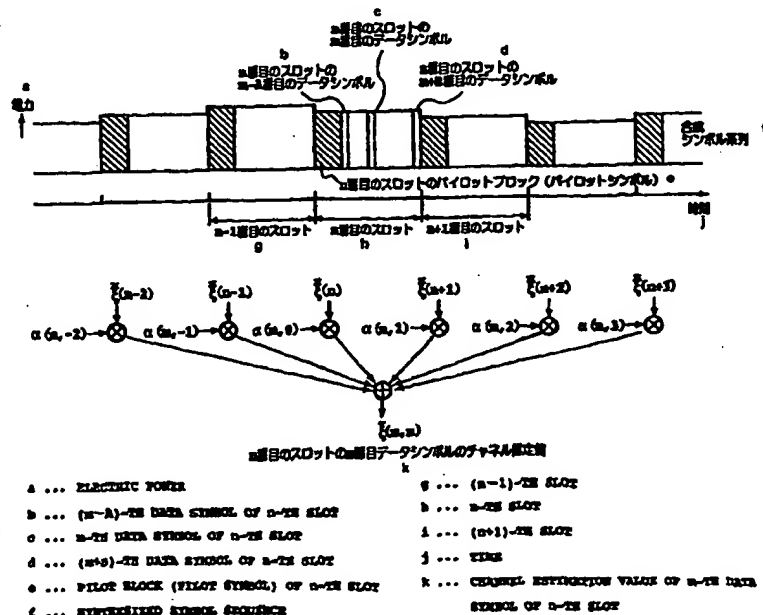 c
n番目のスロットの
m番目のデータシンボル
b
n番目のスロットの
m-A番目のデータシンボル
d
n番目のスロットの
m+B番目のデータシンボル
a
電力
合成
シンボル系列
n番目のスロットのパイロットブロック (パイロットシンボル) e
時刻
j
n-1番目のスロット
g
n番目のスロット
h
n+1番目のスロット
i
ξ̃(n-2) ξ̃(n-1) ξ̃(n) ξ̃(n+1) ξ̃(n+2) ξ̃(n+3)
α(m,-2) α(m,-1) α(m,0) α(m,1) α(m,2) α(m,3)
ξ̃(n,m)
n番目のスロットのm番目データシンボルのチャネル推定値
k
a ... ELECTRIC POWER
b ... (m-A)-TH DATA SYMBOL OF n-TH SLOT
c ... m-TH DATA SYMBOL OF n-TH SLOT
d ... (m+B)-TH DATA SYMBOL OF n-TH SLOT
e ... PILOT BLOCK (PILOT SYMBOL) OF n-TH SLOT
f ... SYNTHESIZED SYMBOL SEQUENCE
g ... (n-1)-TH SLOT
h ... n-TH SLOT
i ... (n+1)-TH SLOT
j ... TIME
k ... CHANNEL ESTIMATION VALUE OF m-TH DATA
SYMBOL OF n-TH SLOT